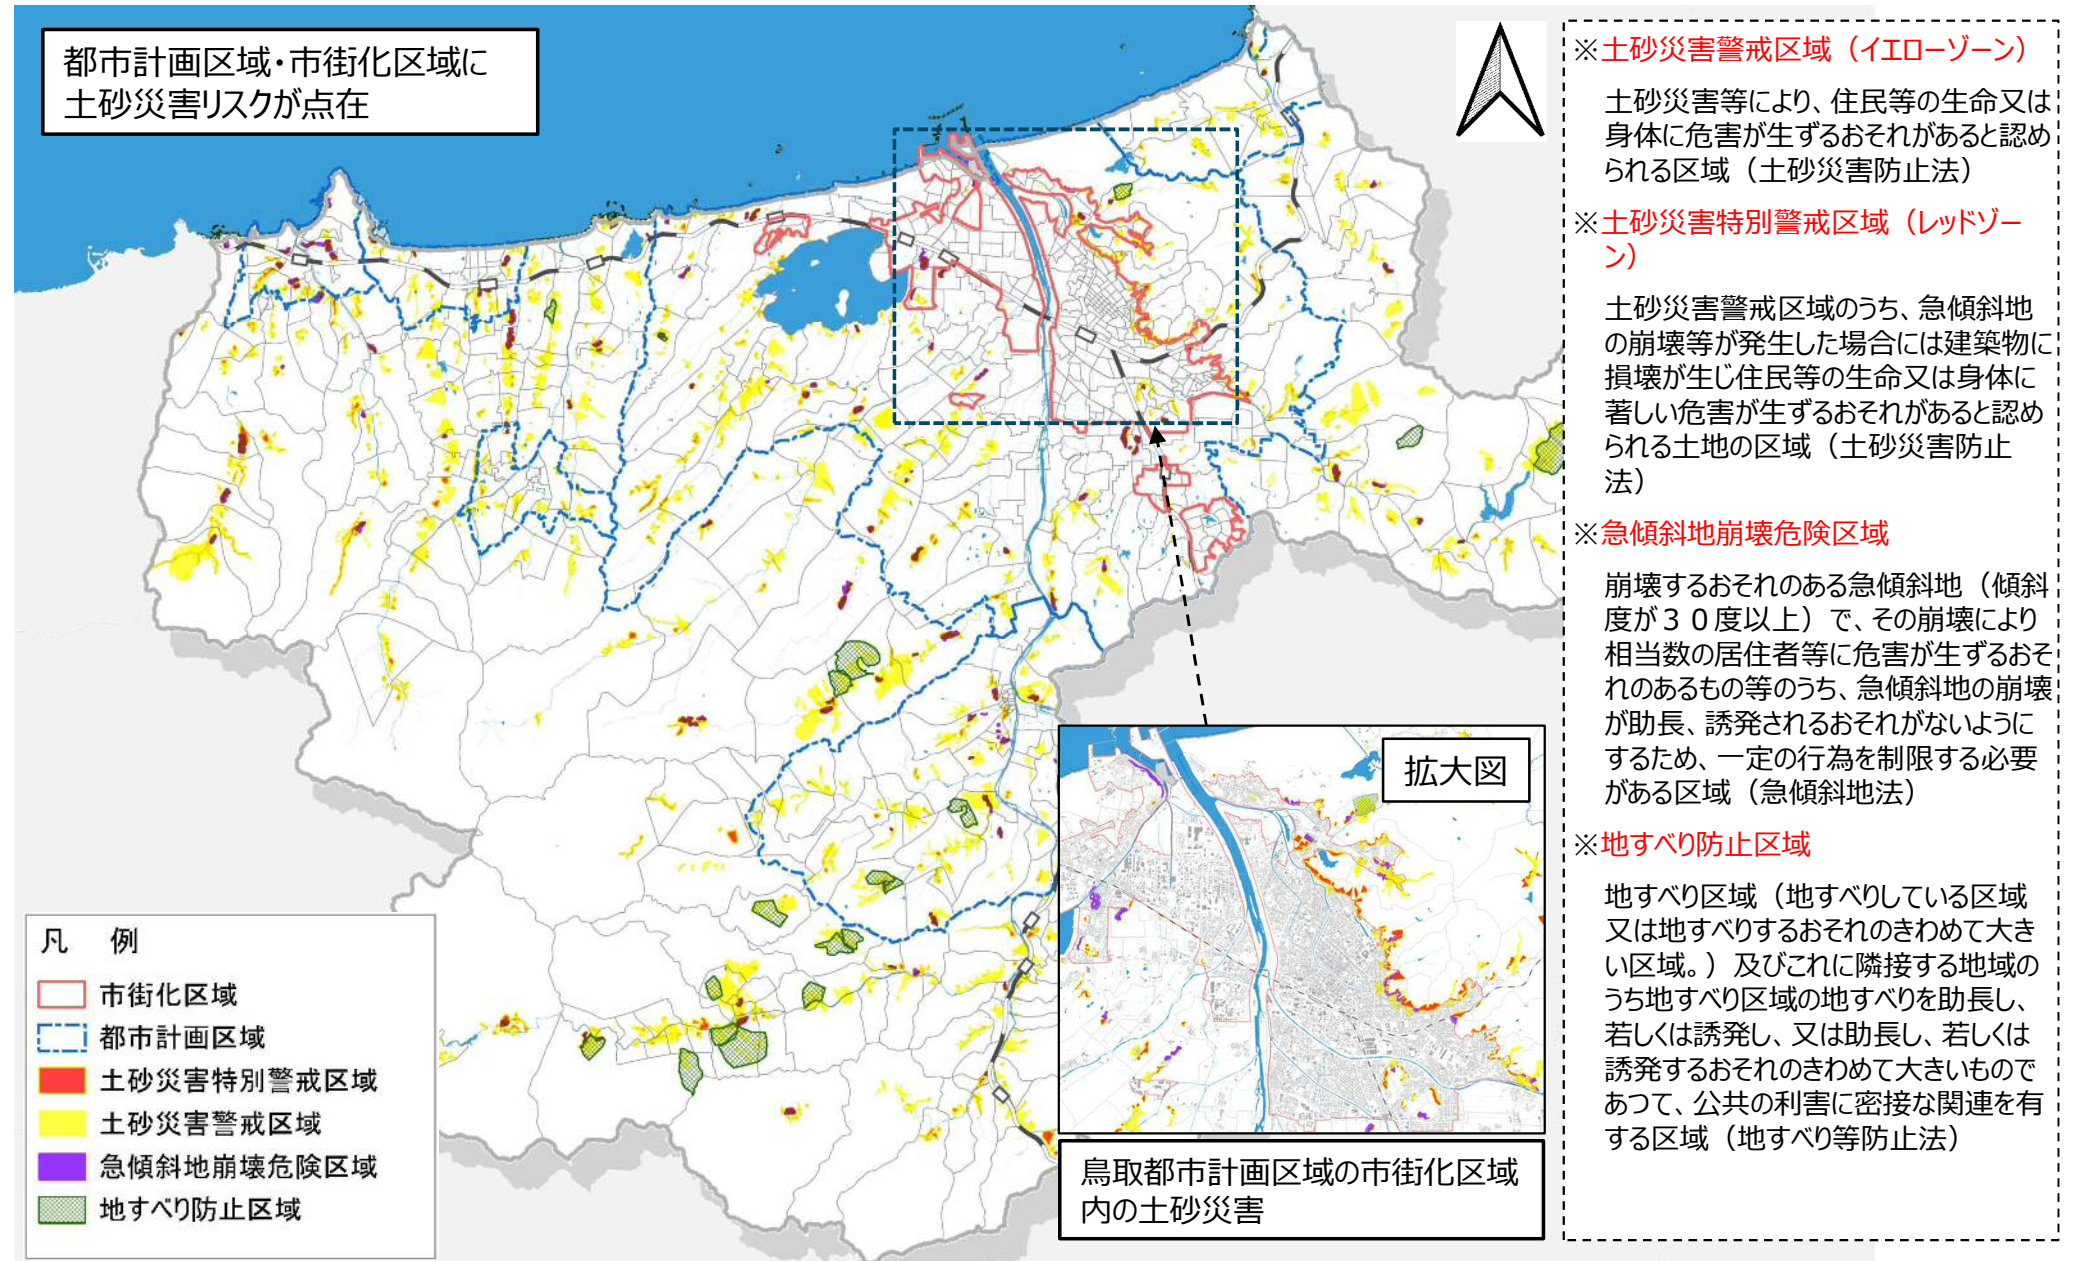 都市計画区域・市街化区域に
土砂災害リスクが点在
※土砂災害警戒区域（イエローゾーン）
土砂災害等により、住民等の生命又は
身体に危害が生ずるおそれがあると認め
られる区域（土砂災害防止法）
※土砂災害特別警戒区域（レッドゾー
ン）
土砂災害警戒区域のうち、急傾斜地
の崩壊等が発生した場合には建築物に
損壊が生じ住民等の生命又は身体に
著しい危害が生ずるおそれがあると認め
られる土地の区域（土砂災害防止
法）
※急傾斜地崩壊危険区域
崩壊するおそれのある急傾斜地（傾斜
度が３０度以上）で、その崩壊により
相当数の居住者等に危害が生ずるおそ
れのあるもの等のうち、急傾斜地の崩壊
が助長、誘発されるおそれがないように
するため、一定の行為を制限する必要
がある区域（急傾斜地法）
※地すべり防止区域
地すべり区域（地すべりしている区域
又は地すべりするおそれのきわめて大き
い区域。）及びこれに隣接する地域の
うち地すべり区域の地すべりを助長し、
若しくは誘発し、又は助長し、若しくは
誘発するおそれのきわめて大きいもので
あつて、公共の利害に密接な関連を有
する区域（地すべり等防止法）
拡大図
鳥取都市計画区域の市街化区域
内の土砂災害
凡　例
市街化区域
都市計画区域
土砂災害特別警戒区域
土砂災害警戒区域
急傾斜地崩壊危険区域
地すべり防止区域